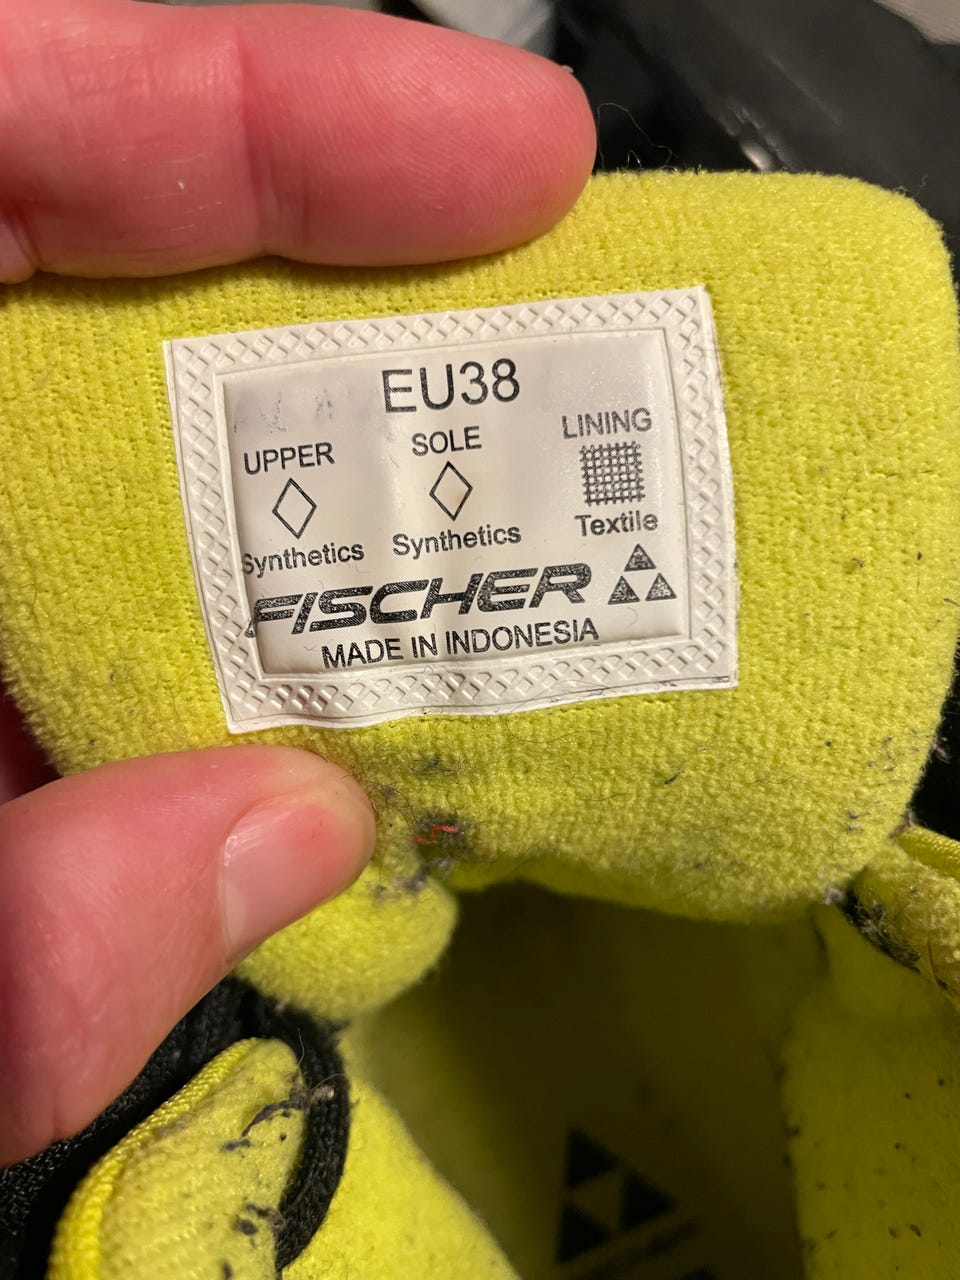 EU38
UPPER
SOLE
LINING
Synthetics
Synthetics
Textile
FISCHER
MADE IN INDONESIA